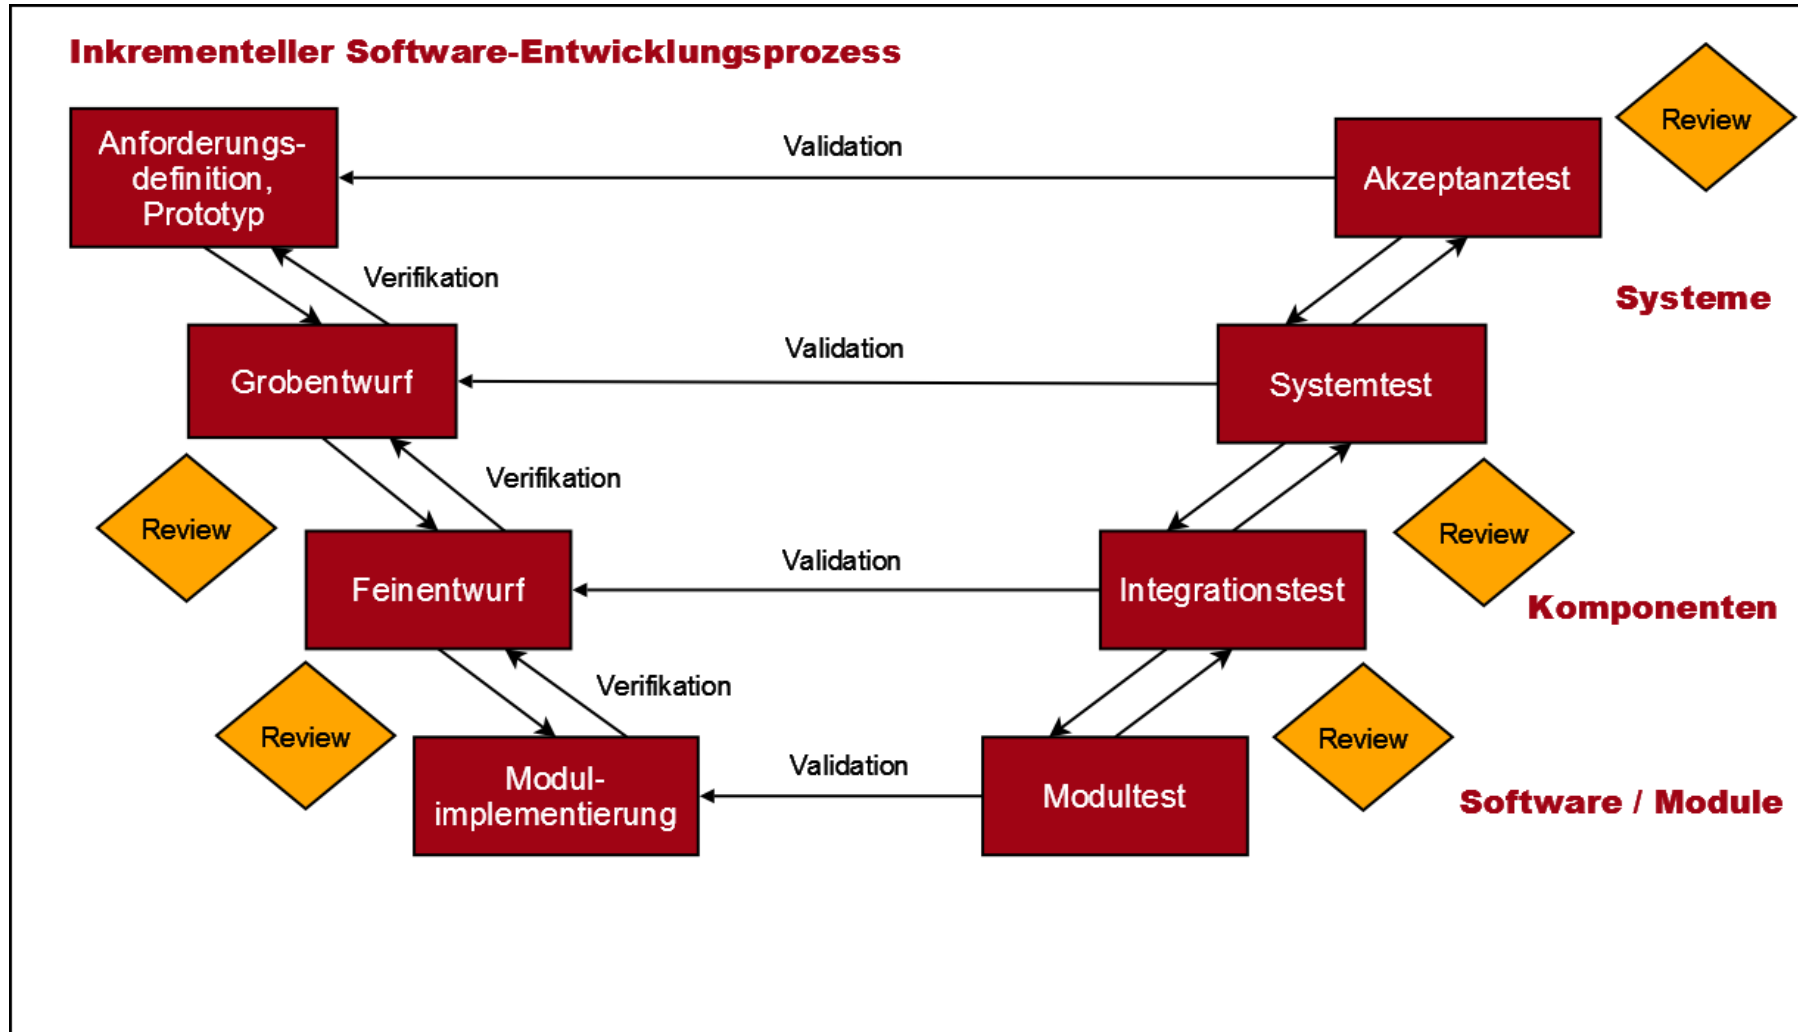 Inkrementeller Software-Entwicklungsprozess
Review
Anforderungs-
definition,
Prototyp
Validation
Akzeptanztest
Verifikation
Systeme
Grobentwurf
Validation
Systemtest
Verifikation
Review
Review
Feinentwurf
Validation
Integrationstest
Komponenten
Verifikation
Review
Review
Modul-
implementierung
Validation
Modultest
Software / Module